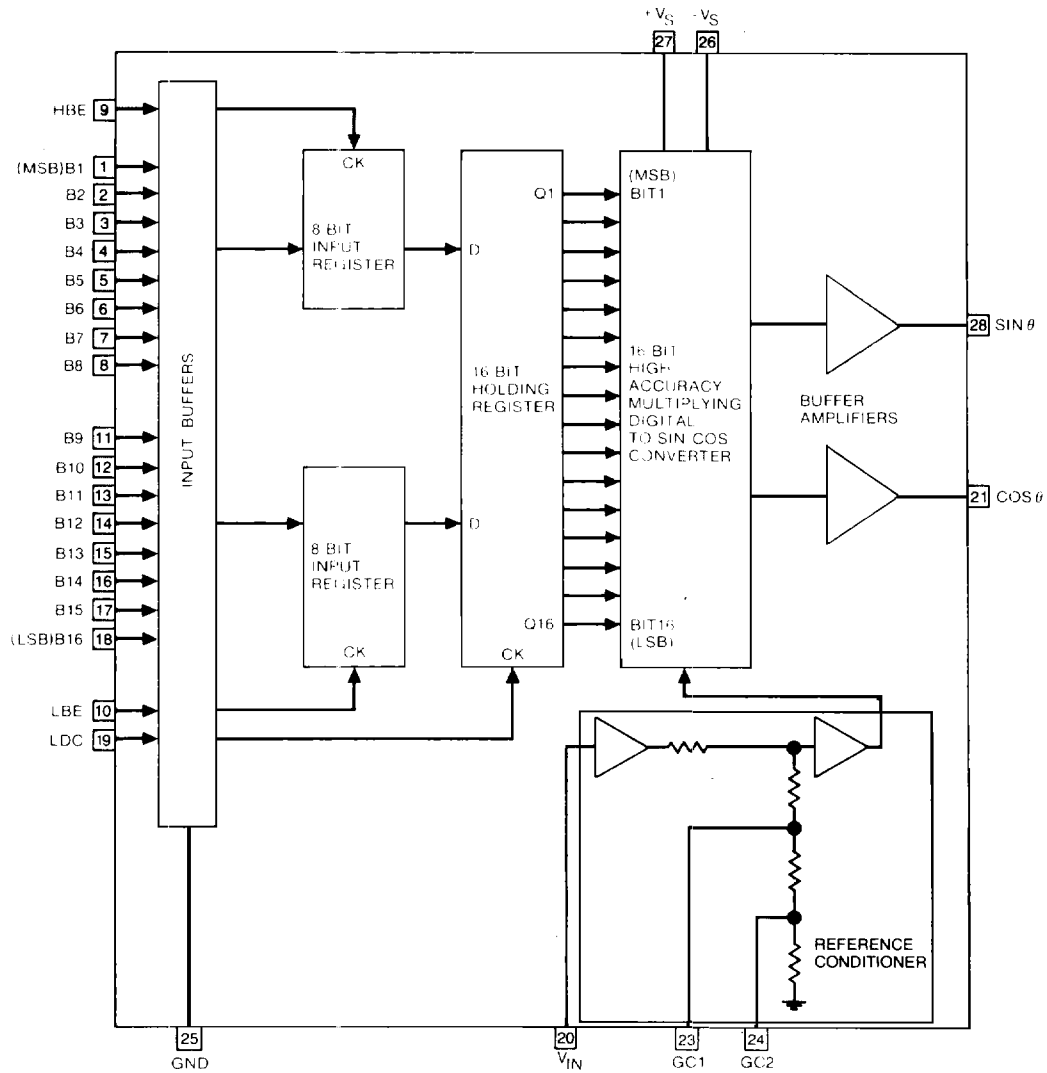 +VS -VS
27 26
HBE 9
(MSB)B1 1
B2 2
B3 3
B4 4
B5 5
B6 6
B7 7
B8 8
B9 11
B10 12
B11 13
B12 14
B13 15
B14 16
B15 17
(LSB)B16 18
LBE 10
LDC 19
INPUT BUFFERS
CK
8 BIT
INPUT
REGISTER
8 BIT
INPUT
REGISTER
CK
D
D
Q1
16 BIT
HOLDING
REGISTER
Q16
CK
(MSB)
BIT1
16 BIT
HIGH
ACCURACY
MULTIPLYING
DIGITAL
TO SIN COS
CONVERTER
BIT16
(LSB)
BUFFER
AMPLIFIERS
28 SIN θ
21 COS θ
REFERENCE
CONDITIONER
25
GND
20
VIN
23
GC1
24
GC2